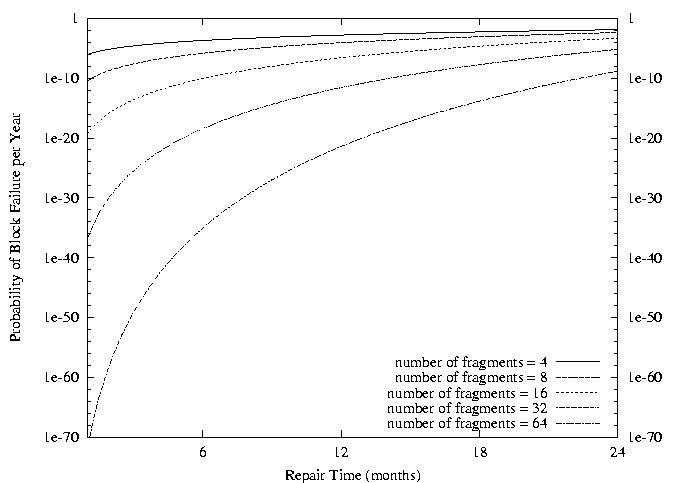 Probability of Block Failure per Year
1 1
1e-10 1e-10
1e-20 1e-20
1e-30 1e-30
1e-40 1e-40
1e-50 1e-50
1e-60 1e-60
1e-70 1e-70
number of fragments = 4
number of fragments = 8
number of fragments = 16
number of fragments = 32
number of fragments = 64
6 12 18 24
Repair Time (months)